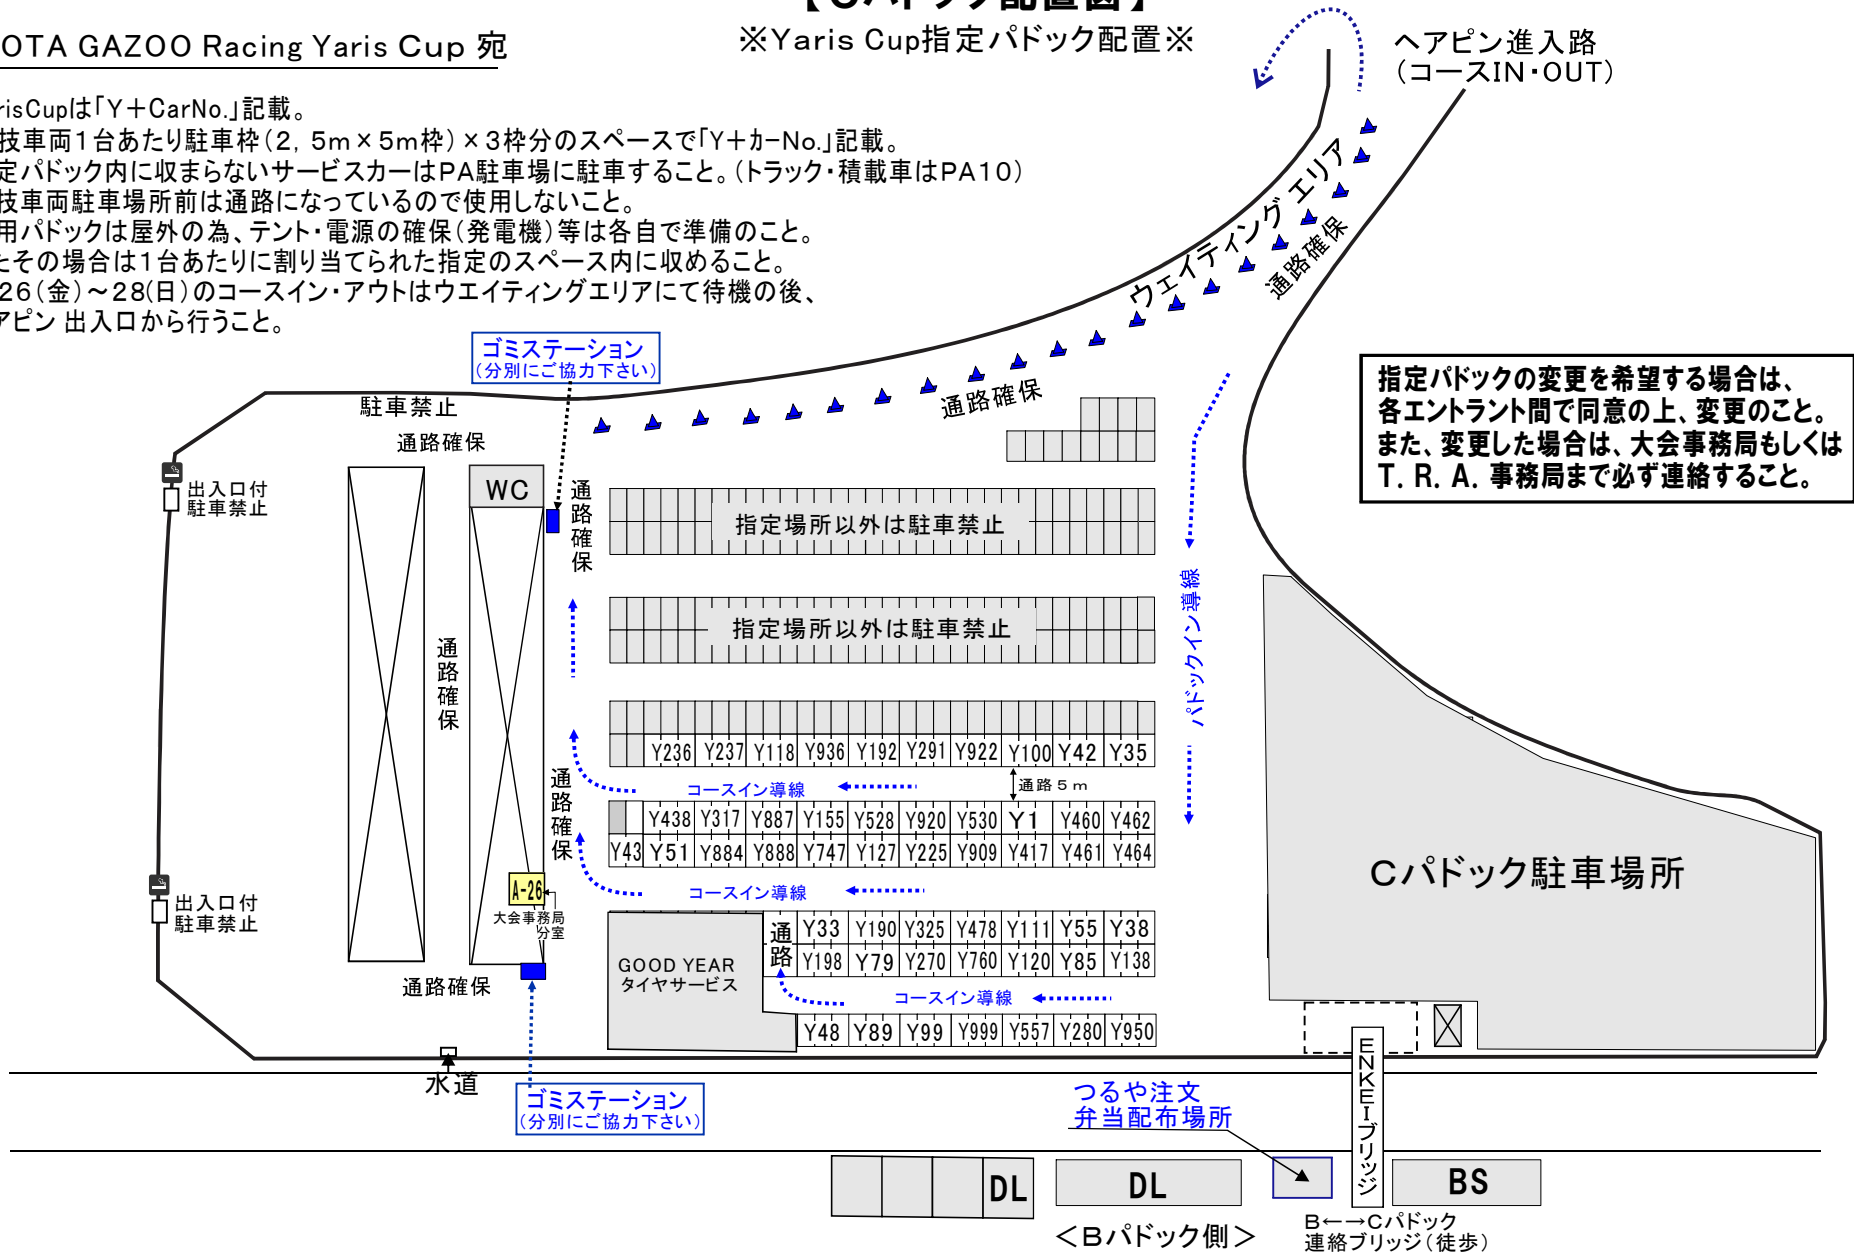 【Cパドック配置図】
OTA GAZOO Racing Yaris Cup 宛
※Yaris Cup指定パドック配置※
ヘアピン進入路
(コースIN・OUT)
risCupは「Y+CarNo.」記載。
技車両1台あたり駐車枠(2, 5m×5m枠)×3枠分のスペースで「Y+カーNo.」記載。
定パドック内に収まらないサービスカーはPA駐車場に駐車すること。(トラック・積載車はPA10)
技車両駐車場所前は通路になっているので使用しないこと。
用パドックは屋外の為、テント・電源の確保(発電機)等は各自で準備のこと。
たその場合は1台あたりに割り当てられた指定のスペース内に収めること。
26(金)~28(日)のコースイン・アウトはウエイティングエリアにて待機の後、
アピン 出入口から行うこと。
ウェイティング エリア
通路確保
ゴミステーション
(分別にご協力下さい)
指定パドックの変更を希望する場合は、
各エントラント間で同意の上、変更のこと。
また、変更した場合は、大会事務局もしくは
T. R. A. 事務局まで必ず連絡すること。
駐車禁止
通路確保
通路確保
出入口付
駐車禁止
WC
通路確保
指定場所以外は駐車禁止
指定場所以外は駐車禁止
パドックイン導線
通路確保
Y236 Y237 Y118 Y936 Y192 Y291 Y922 Y100 Y42 Y35
通路確保
コースイン導線
通路5m
Y438 Y317 Y887 Y155 Y528 Y920 Y530 Y1 Y460 Y462
Y43 Y51 Y884 Y888 Y747 Y127 Y225 Y909 Y417 Y461 Y464
Cパドック駐車場所
A-26
大会事務局
分室
コースイン導線
出入口付
駐車禁止
通路
Y33 Y190 Y325 Y478 Y111 Y55 Y38
Y198 Y79 Y270 Y760 Y120 Y85 Y138
GOOD YEAR
タイヤサービス
通路確保
コースイン導線
Y48 Y89 Y99 Y999 Y557 Y280 Y950
水道
ゴミステーション
(分別にご協力下さい)
つるや注文
弁当配布場所
ENKEIブリッジ
DL
DL
BS
<Bパドック側>
B←→Cパドック
連絡ブリッジ(徒歩)